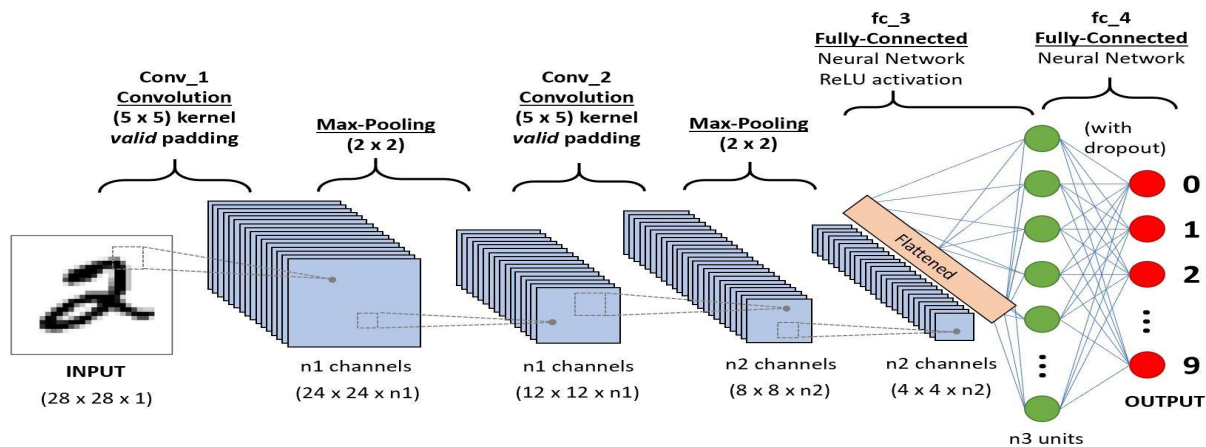 Conv_1
Convolution
(5 x 5) kernel
valid padding
Max-Pooling
(2 x 2)
Conv_2
Convolution
(5 x 5) kernel
valid padding
Max-Pooling
(2 x 2)
fc_3
Fully-Connected
Neural Network
ReLU activation
fc_4
Fully-Connected
Neural Network
(with
dropout)
2
INPUT
(28 x 28 x 1)
n1 channels
(24 x 24 x n1)
n1 channels
(12 x 12 x n1)
n2 channels
(8 x 8 x n2)
n2 channels
(4 x 4 x n2)
Flattened
n3 units
0
1
2
9
OUTPUT